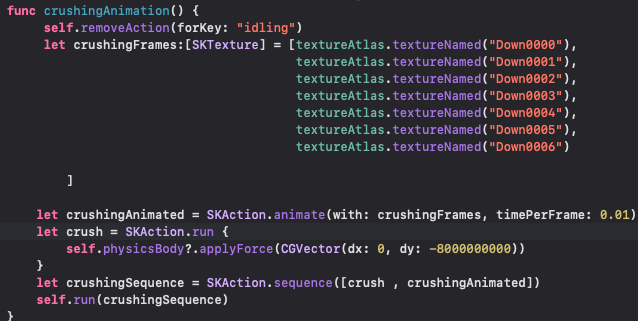 func crushingAnimation() {
self.removeAction(forKey: "idling")
let crushingFrames:[SKTexture] = [textureAtlas.textureNamed("Down0000"),
textureAtlas.textureNamed("Down0001"),
textureAtlas.textureNamed("Down0002"),
textureAtlas.textureNamed("Down0003"),
textureAtlas.textureNamed("Down0004"),
textureAtlas.textureNamed("Down0005"),
textureAtlas.textureNamed("Down0006")
]
let crushingAnimated = SKAction.animate(with: crushingFrames, timePerFrame: 0.01)
let crush = SKAction.run {
self.physicsBody?.applyForce(CGVector(dx: 0, dy: -8000000000))
}
let crushingSequence = SKAction.sequence([crush , crushingAnimated])
self.run(crushingSequence)
}